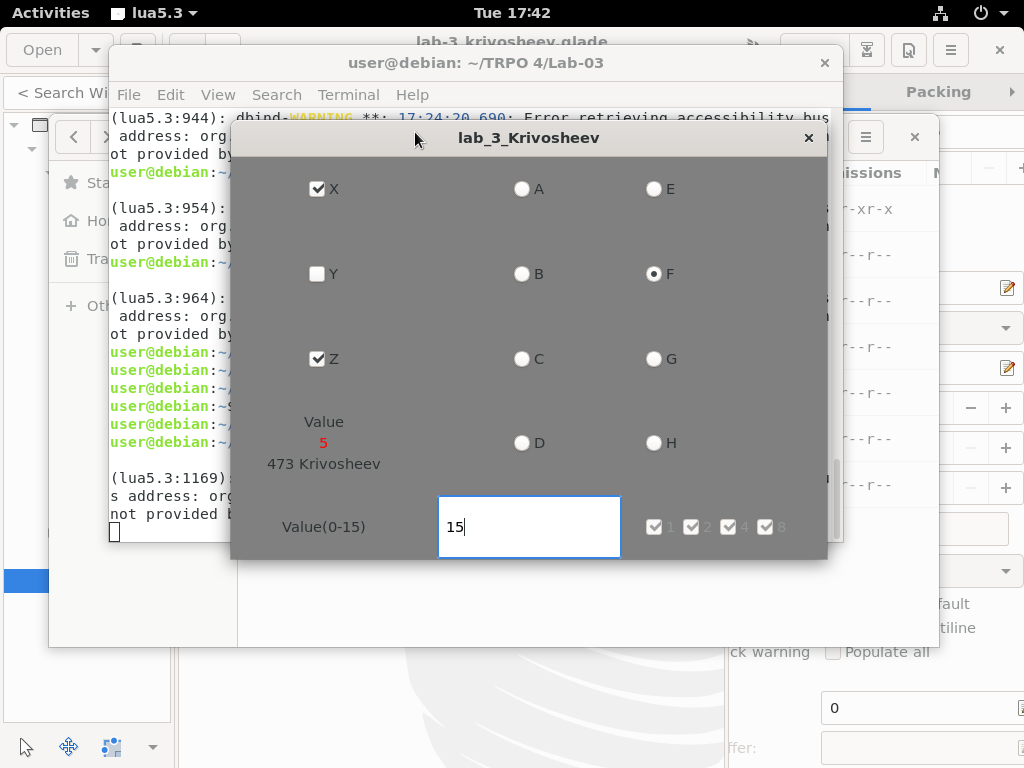 Activities lua5.3 Tue 17:42
Open lab-3_krivosheev.glade
user@debian: ~/TRPO 4/Lab-03
< Search Wi Packing
File Edit View Search Terminal Help
(lua5.3:944): dbind-WARNING **: 17:24:20.690: Error retrieving accessibility bus
address: org.
ot provided by
user@debian:~/
(lua5.3:954):
address: org.
ot provided by
user@debian:~/
(lua5.3:964):
address: org.
ot provided by
user@debian:~/
user@debian:~/
user@debian:~/
user@debian:~$
user@debian:~/
user@debian:~/
(lua5.3:1169):
s address: org
not provided b
lab_3_Krivosheev
X A E
Y B F
Z C G
Value
5
D H
473 Krivosheev
Value(0-15) 15 1 2 4 8
Sta
Ho
Tra
Oth
issions
r-xr-x
r--r--
r--r--
r--r--
r--r--
r--r--
r--r--
fault
tiline
ck warning Populate all
0
ffer: